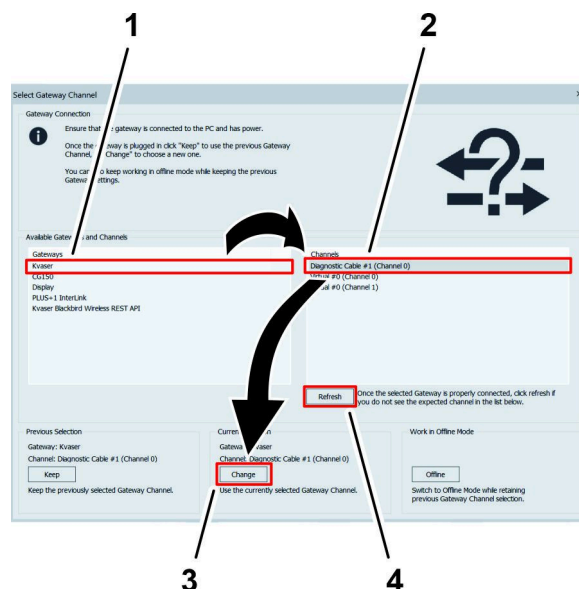 1 2
Select Gateway Channel
Gateway Connection
Ensure that gateway is connected to the PC and has power.
Once the gateway is plugged in click "Keep" to use the previous Gateway
Channel, "Change" to choose a new one.
You can keep working in offline mode while keeping the previous
Gateway settings.
Available Gateways and Channels
Gateways
Kvaser
CG150
Display
PLUS+1 InterLink
Kvaser Blackbird Wireless REST API
Channels
Diagnostic Cable #1 (Channel 0)
Virtual #0 (Channel 0)
Virtual #0 (Channel 1)
Refresh
Once the selected Gateway is properly connected, click refresh if
you do not see the expected channel in the list below.
Previous Selection
Gateway: Kvaser
Channel: Diagnostic Cable #1 (Channel 0)
Keep
Keep the previously selected Gateway Channel.
Current
Gateway: Kvaser
Channel: Diagnostic Cable #1 (Channel 0)
Change
Use the currently selected Gateway Channel.
Work in Offline Mode
Offline
Switch to Offline Mode while retaining
previous Gateway Channel selection.
3 4